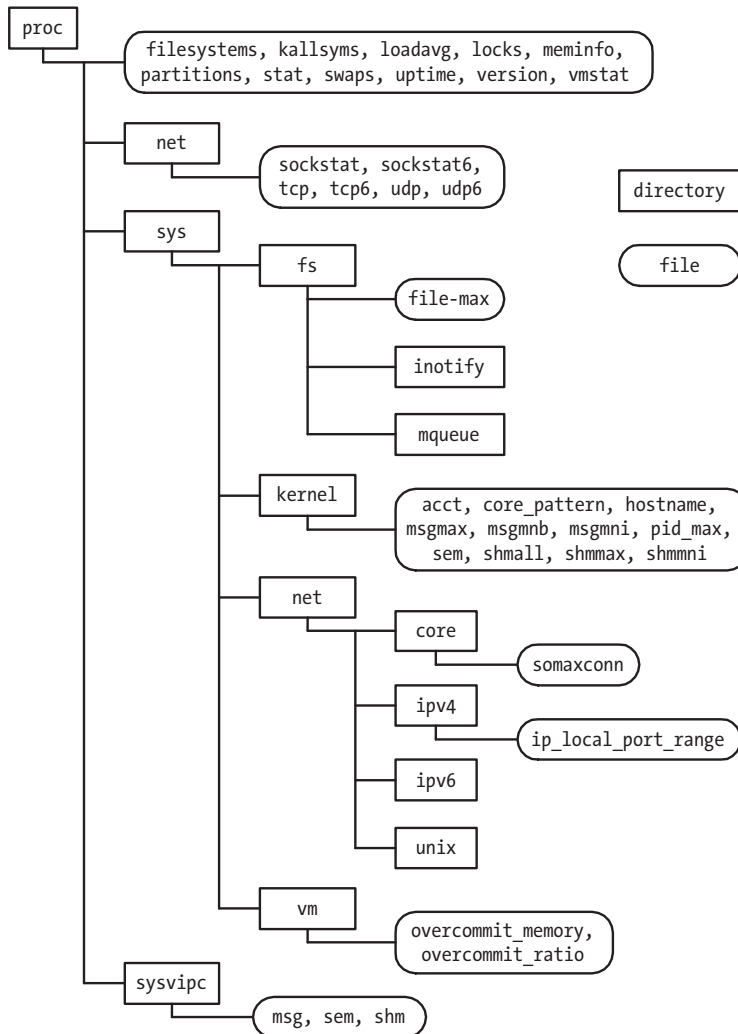 proc
filesystems, kallsyms, loadavg, locks, meminfo,
partitions, stat, swaps, uptime, version, vmstat
net
sockstat, sockstat6,
tcp, tcp6, udp, udp6
directory
sys
fs
file
file-max
inotify
mqueue
kernel
acct, core_pattern, hostname,
msgmax, msgmnb, msgmni, pid_max,
sem, shmall, shmmax, shmmni
net
core
somaxconn
ipv4
ip_local_port_range
ipv6
unix
vm
overcommit_memory,
overcommit_ratio
sysvipc
msg, sem, shm